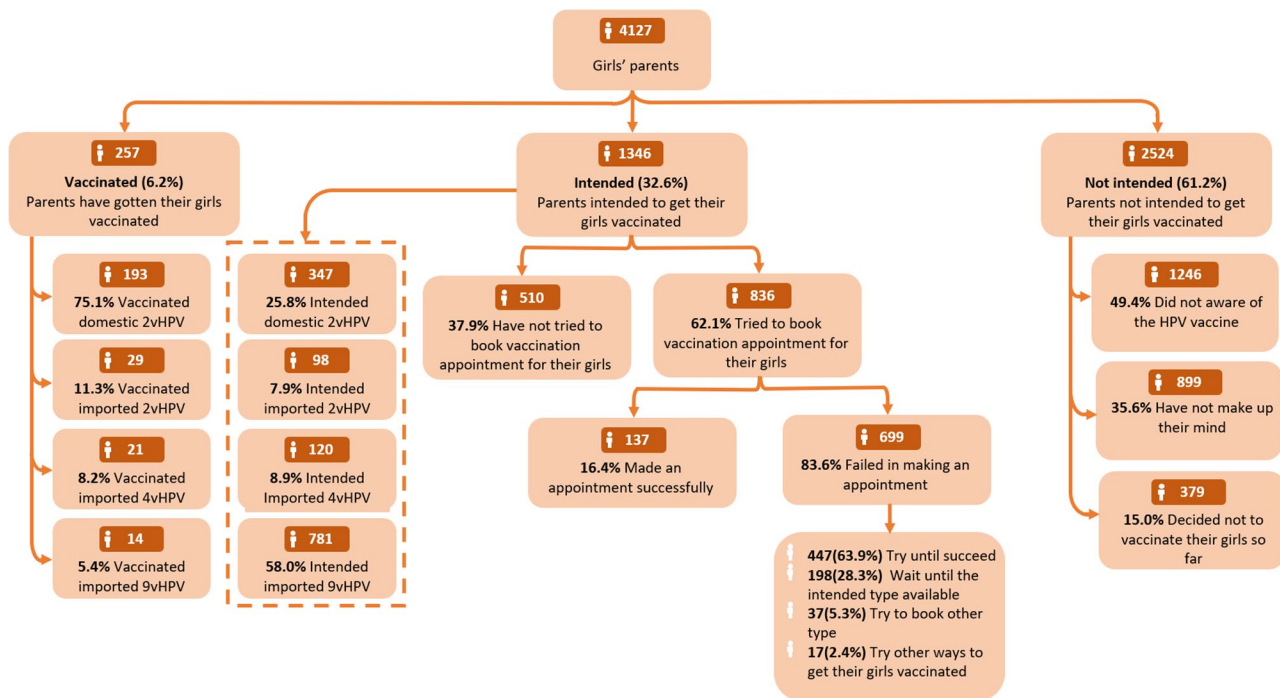 4127
Girls' parents
257
Vaccinated (6.2%)
Parents have gotten their girls
vaccinated
193
75.1% Vaccinated
domestic 2vHPV
29
11.3% Vaccinated
imported 2vHPV
21
8.2% Vaccinated
imported 4vHPV
14
5.4% Vaccinated
imported 9vHPV
1346
Intended (32.6%)
Parents intended to get their
girls vaccinated
347
25.8% Intended
domestic 2vHPV
98
7.9% Intended
imported 2vHPV
120
8.9% Intended
Imported 4vHPV
781
58.0% Intended
imported 9vHPV
510
37.9% Have not tried to
book vaccination
appointment for their girls
836
62.1% Tried to book
vaccination appointment for
their girls
137
16.4% Made an
appointment successfully
699
83.6% Failed in making an
appointment
447(63.9%) Try until succeed
198(28.3%) Wait until the
intended type available
37(5.3%) Try to book other
type
17(2.4%) Try other ways to
get their girls vaccinated
2524
Not intended (61.2%)
Parents not intended to get
their girls vaccinated
1246
49.4% Did not aware of
the HPV vaccine
899
35.6% Have not make up
their mind
379
15.0% Decided not to
vaccinate their girls so
far